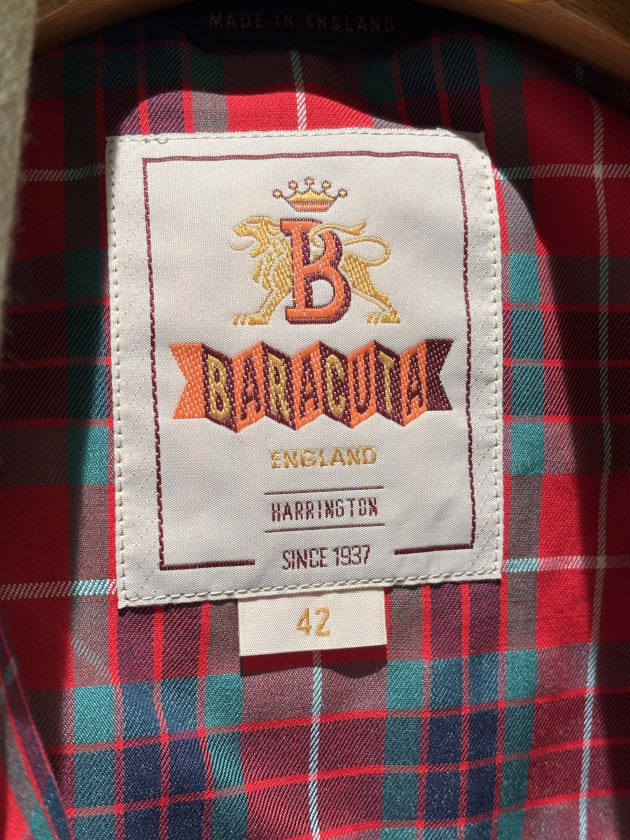 MADE IN ENGLAND
B
BARACUTA
ENGLAND
HARRINGTON
SINCE 1937
42